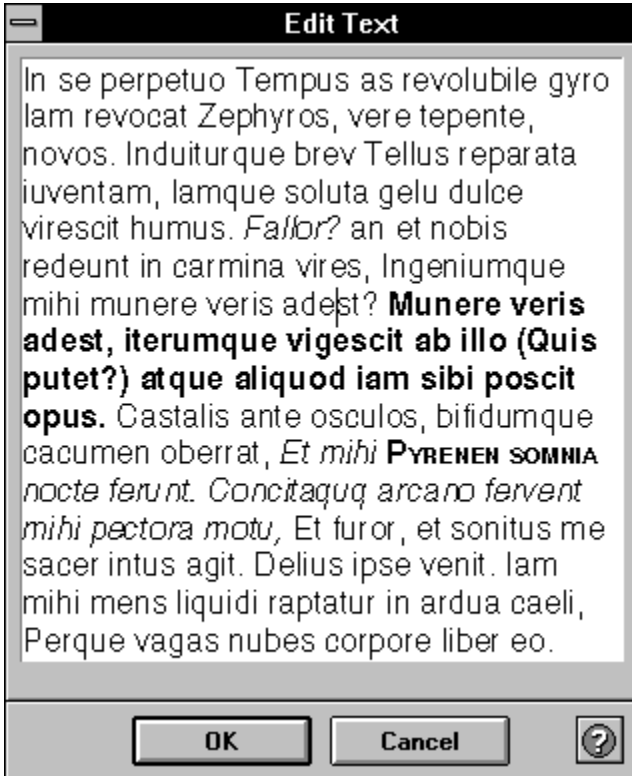 Edit Text
In se perpetuo Tempus as revolubile gyro
Iam revocat Zephyros, vere tepente,
novos. Induiturque brev Tellus reparata
iuventam, Iamque soluta gelu dulce
virescit humus. Fallor? an et nobis
redeunt in carmina vires, Ingeniumque
mihi munere veris adest? Munere veris
adest, iterumque vigescit ab illo (Quis
putet?) atque aliquod iam sibi poscit
opus. Castalis ante osculos, bifidumque
cacumen oberrat, Et mihi PYRENEN SOMNIA
nocte ferunt. Concitaquq arcano fervent
mihi pectora motu, Et furor, et sonitus me
sacer intus agit. Delius ipse venit. Iam
mihi mens liquidi raptatur in ardua caeli,
Perque vagas nubes corpore liber eo.
OK Cancel ?